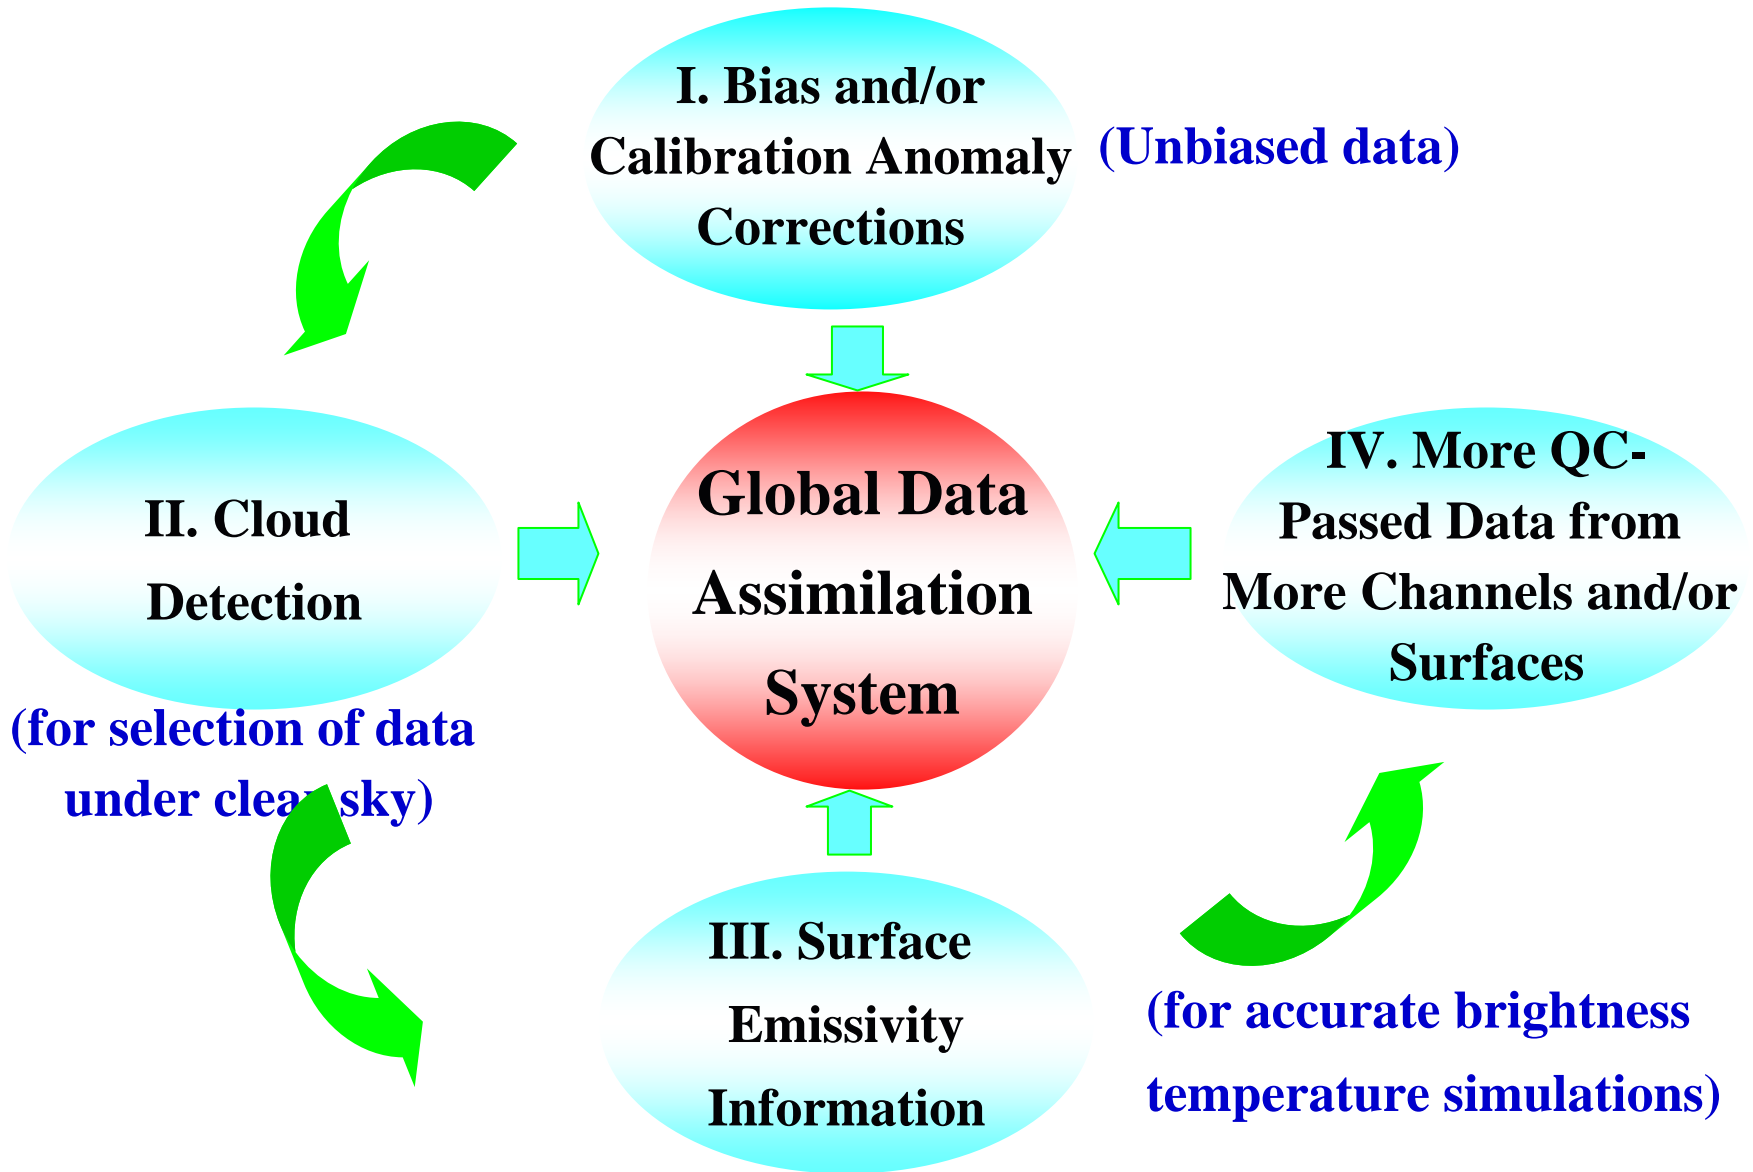 I. Bias and/or
Calibration Anomaly
Corrections
(Unbiased data)
II. Cloud
Detection
(for selection of data
under clear sky)
Global Data
Assimilation
System
IV. More QC-
Passed Data from
More Channels and/or
Surfaces
III. Surface
Emissivity
Information
(for accurate brightness
temperature simulations)